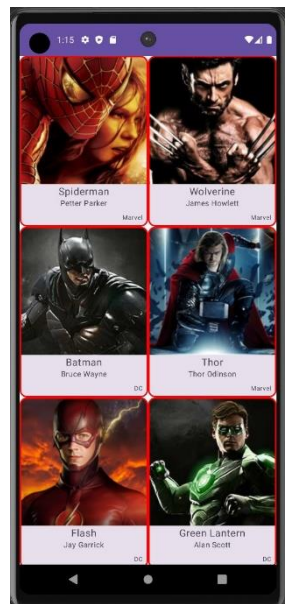 1:15
Spiderman
Petter Parker
Marvel
Wolverine
James Howlett
Marvel
Batman
Bruce Wayne
DC
Thor
Thor Odinson
Marvel
Flash
Jay Garrick
DC
Green Lantern
Alan Scott
DC